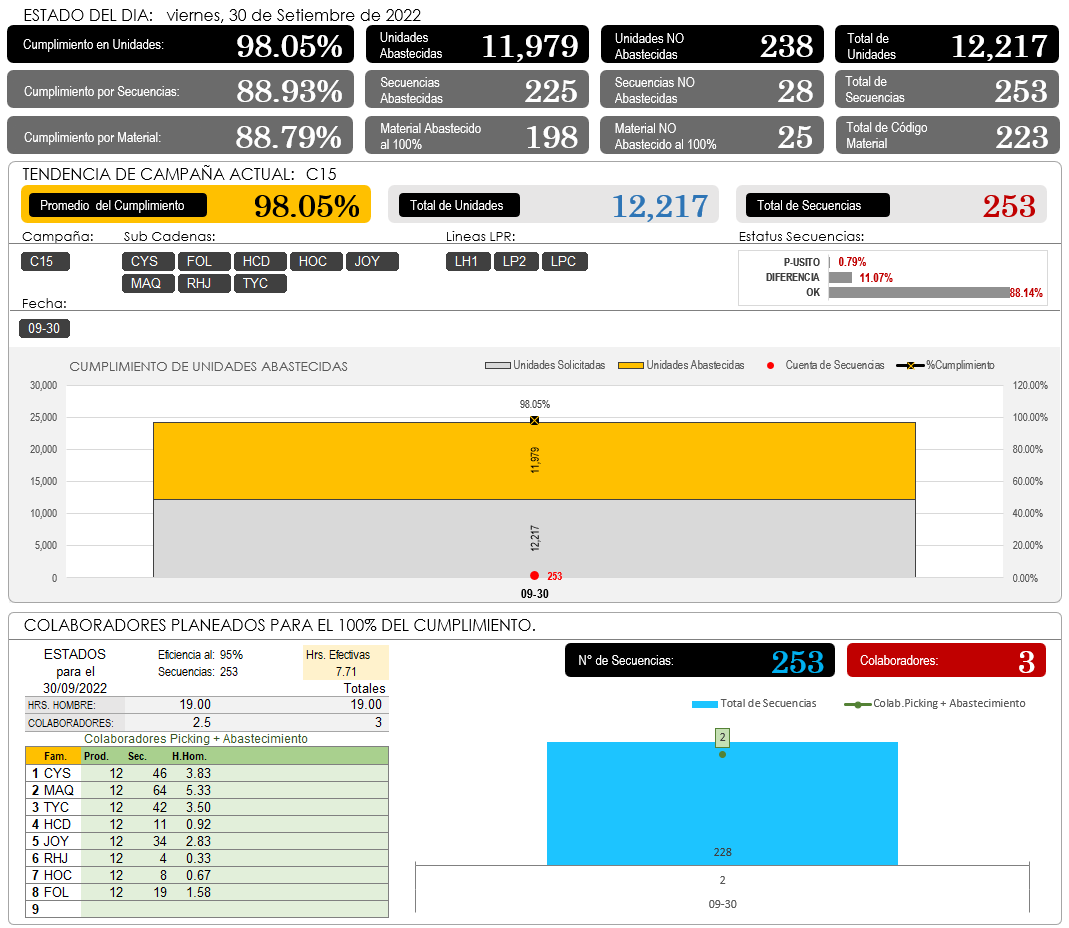 ESTADO DEL DIA: viernes, 30 de Setiembre de 2022
Cumplimiento en Unidades: 98.05%
Unidades Abastecidas 11,979
Unidades NO Abastecidas 238
Total de Unidades 12,217
Cumplimiento por Secuencias: 88.93%
Secuencias Abastecidas 225
Secuencias NO Abastecidas 28
Total de Secuencias 253
Cumplimiento por Material: 88.79%
Material Abastecido al 100% 198
Material NO Abastecido al 100% 25
Total de Código Material 223
TENDENCIA DE CAMPAÑA ACTUAL: C15
Promedio del Cumplimiento 98.05%
Total de Unidades 12,217
Total de Secuencias 253
Campaña: Sub Cadenas: Lineas LPR: Estatus Secuencias:
C15 CYS FOL HCD HOC JOY LH1 LP2 LPC
MAQ RHJ TYC
P-USITO 0.79%
DIFERENCIA 11.07%
OK 88.14%
Fecha:
09-30
CUMPLIMIENTO DE UNIDADES ABASTECIDAS
Unidades Solicitadas Unidades Abastecidas Cuenta de Secuencias %Cumplimiento
30,000 120.00%
98.05%
25,000 100.00%
20,000 80.00%
11,979
15,000 60.00%
10,000 40.00%
12,217
5,000 20.00%
0 253 0.00%
09-30
COLABORADORES PLANEADOS PARA EL 100% DEL CUMPLIMIENTO.
ESTADOS para el 30/09/2022
Eficiencia al: 95%
Secuencias: 253
Hrs. Efectivas
7.71
Totales
HRS. HOMBRE: 19.00 19.00
COLABORADORES: 2.5 3
Colaboradores Picking + Abastecimiento
Fam. Prod. Sec. H.Hom.
1 CYS 12 46 3.83
2 MAQ 12 64 5.33
3 TYC 12 42 3.50
4 HCD 12 11 0.92
5 JOY 12 34 2.83
6 RHJ 12 4 0.33
7 HOC 12 8 0.67
8 FOL 12 19 1.58
9
N° de Secuencias: 253
Colaboradores: 3
Total de Secuencias Colab.Picking + Abastecimiento
2
228
2
09-30